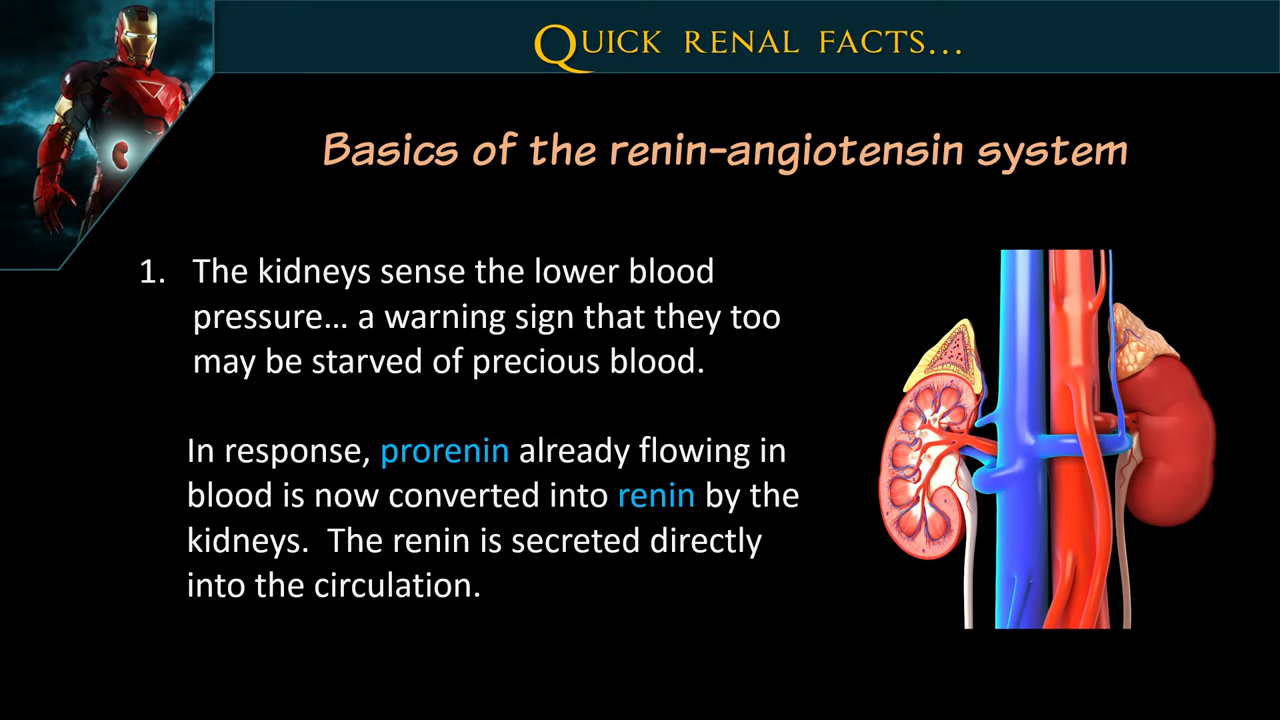 Quick renal facts...
Basics of the renin-angiotensin system
1. The kidneys sense the lower blood
pressure... a warning sign that they too
may be starved of precious blood.
In response, prorenin already flowing in
blood is now converted into renin by the
kidneys. The renin is secreted directly
into the circulation.